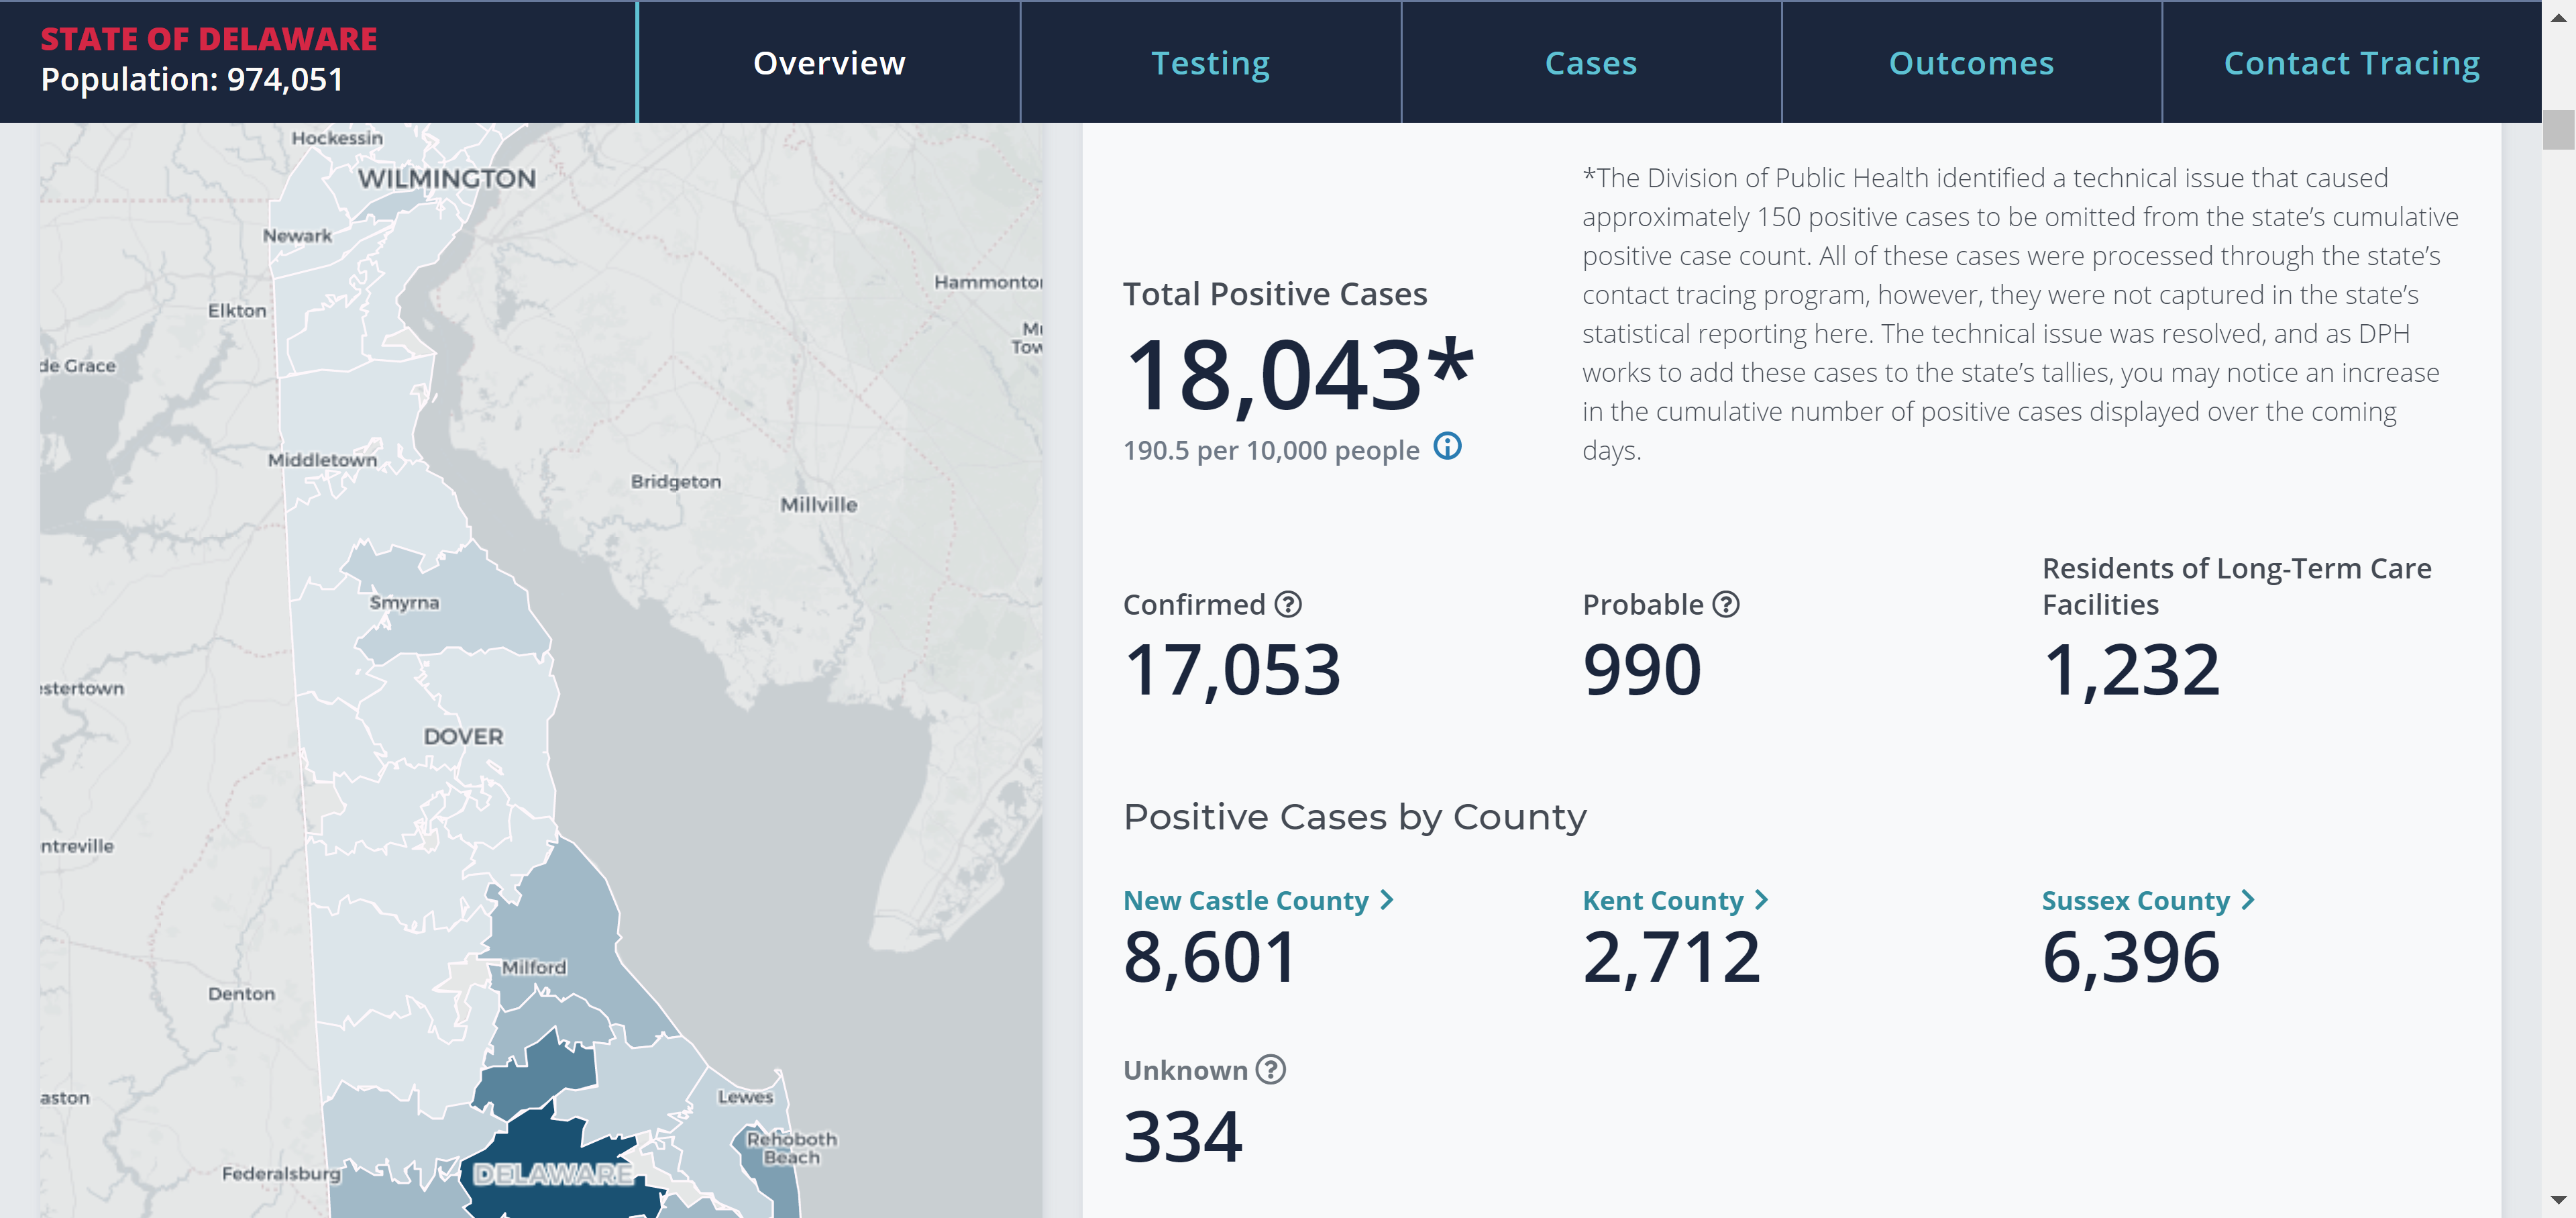 STATE OF DELAWARE
Population: 974,051
Overview
Testing
Cases
Outcomes
Contact Tracing
Hockessin
WILMINGTON
Newark
Elkton
Hammonto
de Grace
Tow
Middletown
Bridgeton
Millville
Smyrna
stertown
DOVER
ntreville
Milford
Denton
aston
Lewes
Rehoboth
Beach
Federalsburg
DELAWARE
Total Positive Cases
18,043*
190.5 per 10,000 people
*The Division of Public Health identified a technical issue that caused
approximately 150 positive cases to be omitted from the state’s cumulative
positive case count. All of these cases were processed through the state’s
contact tracing program, however, they were not captured in the state’s
statistical reporting here. The technical issue was resolved, and as DPH
works to add these cases to the state’s tallies, you may notice an increase
in the cumulative number of positive cases displayed over the coming
days.
Confirmed ?
17,053
Probable ?
990
Residents of Long-Term Care
Facilities
1,232
Positive Cases by County
New Castle County >
8,601
Kent County >
2,712
Sussex County >
6,396
Unknown ?
334